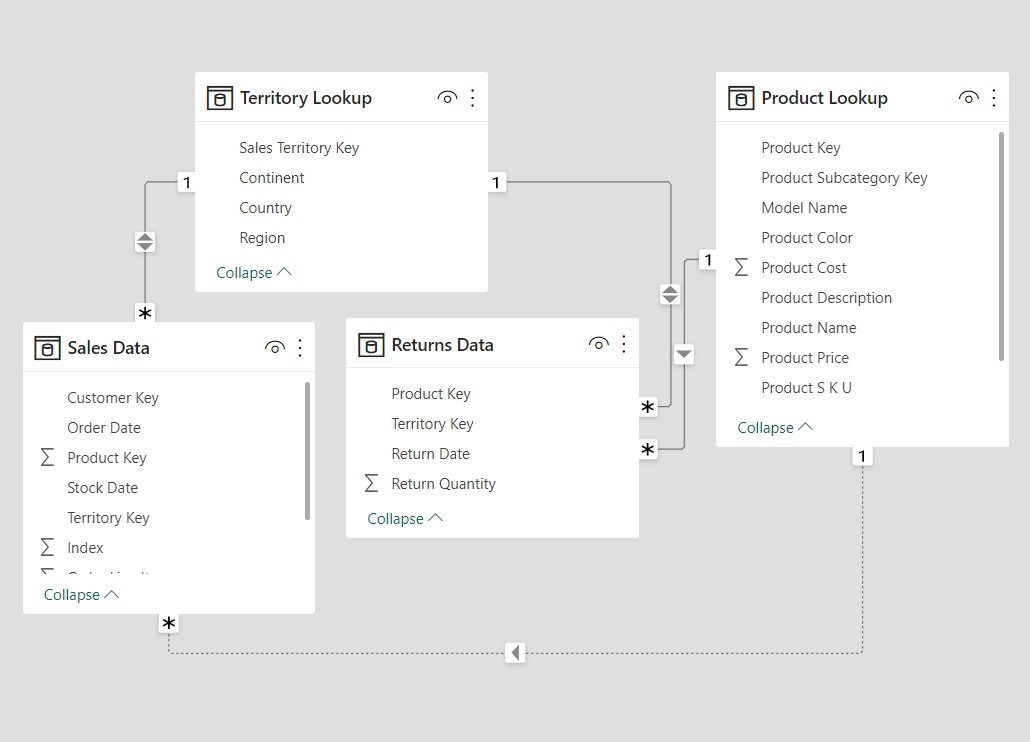 Territory Lookup
Sales Territory Key
Continent
Country
Region
Collapse
1
1
Product Lookup
Product Key
Product Subcategory Key
Model Name
Product Color
Σ Product Cost
Product Description
Product Name
Σ Product Price
Product S K U
Collapse
1
1
*
Sales Data
Customer Key
Order Date
Σ Product Key
Stock Date
Territory Key
Σ Index
Collapse
*
Returns Data
Product Key
Territory Key
Return Date
Σ Return Quantity
Collapse
*
*